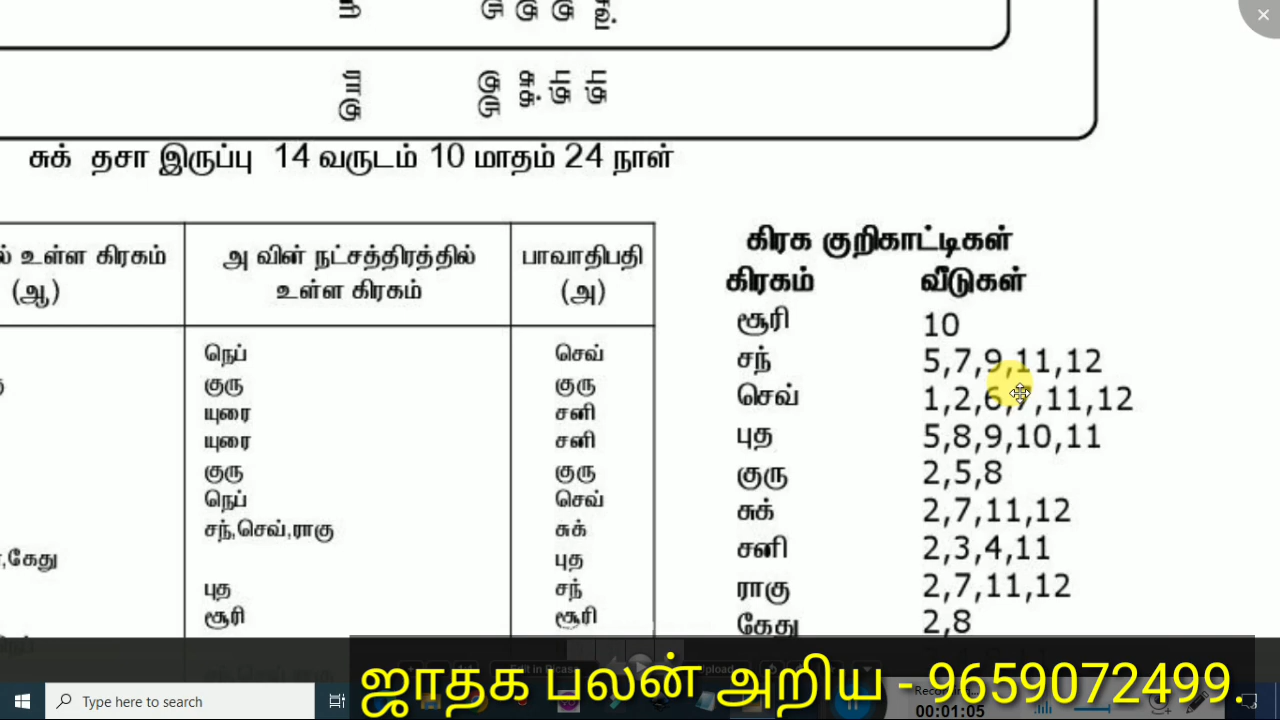 ராகு
குரு
சுக்.
புத
புத
சுக் தசா இருப்பு 14 வருடம் 10 மாதம் 24 நாள்
கிரக குறிகாட்டிகள்
கிரகம் வீடுகள்
சூரி 10
சந் 5,7,9,11,12
செவ் 1,2,6,7,11,12
புத 5,8,9,10,11
குரு 2,5,8
சுக் 2,7,11,12
சனி 2,3,4,11
ராகு 2,7,11,12
கேது 2,8
உள்ள கிரகம் அ வின் நட்சத்திரத்தில் பாவாதிபதி
(ஆ) உள்ள கிரகம் (அ)
நெப் செவ்
குரு குரு
யுரை சனி
யுரை சனி
குரு குரு
நெப் செவ்
சந்,செவ்,ராகு சுக்
,கேது புத
புத சந்
சூரி சூரி
ஜாதக பலன் அறிய - 9659072499.
Type here to search
Recording...
00:01:05